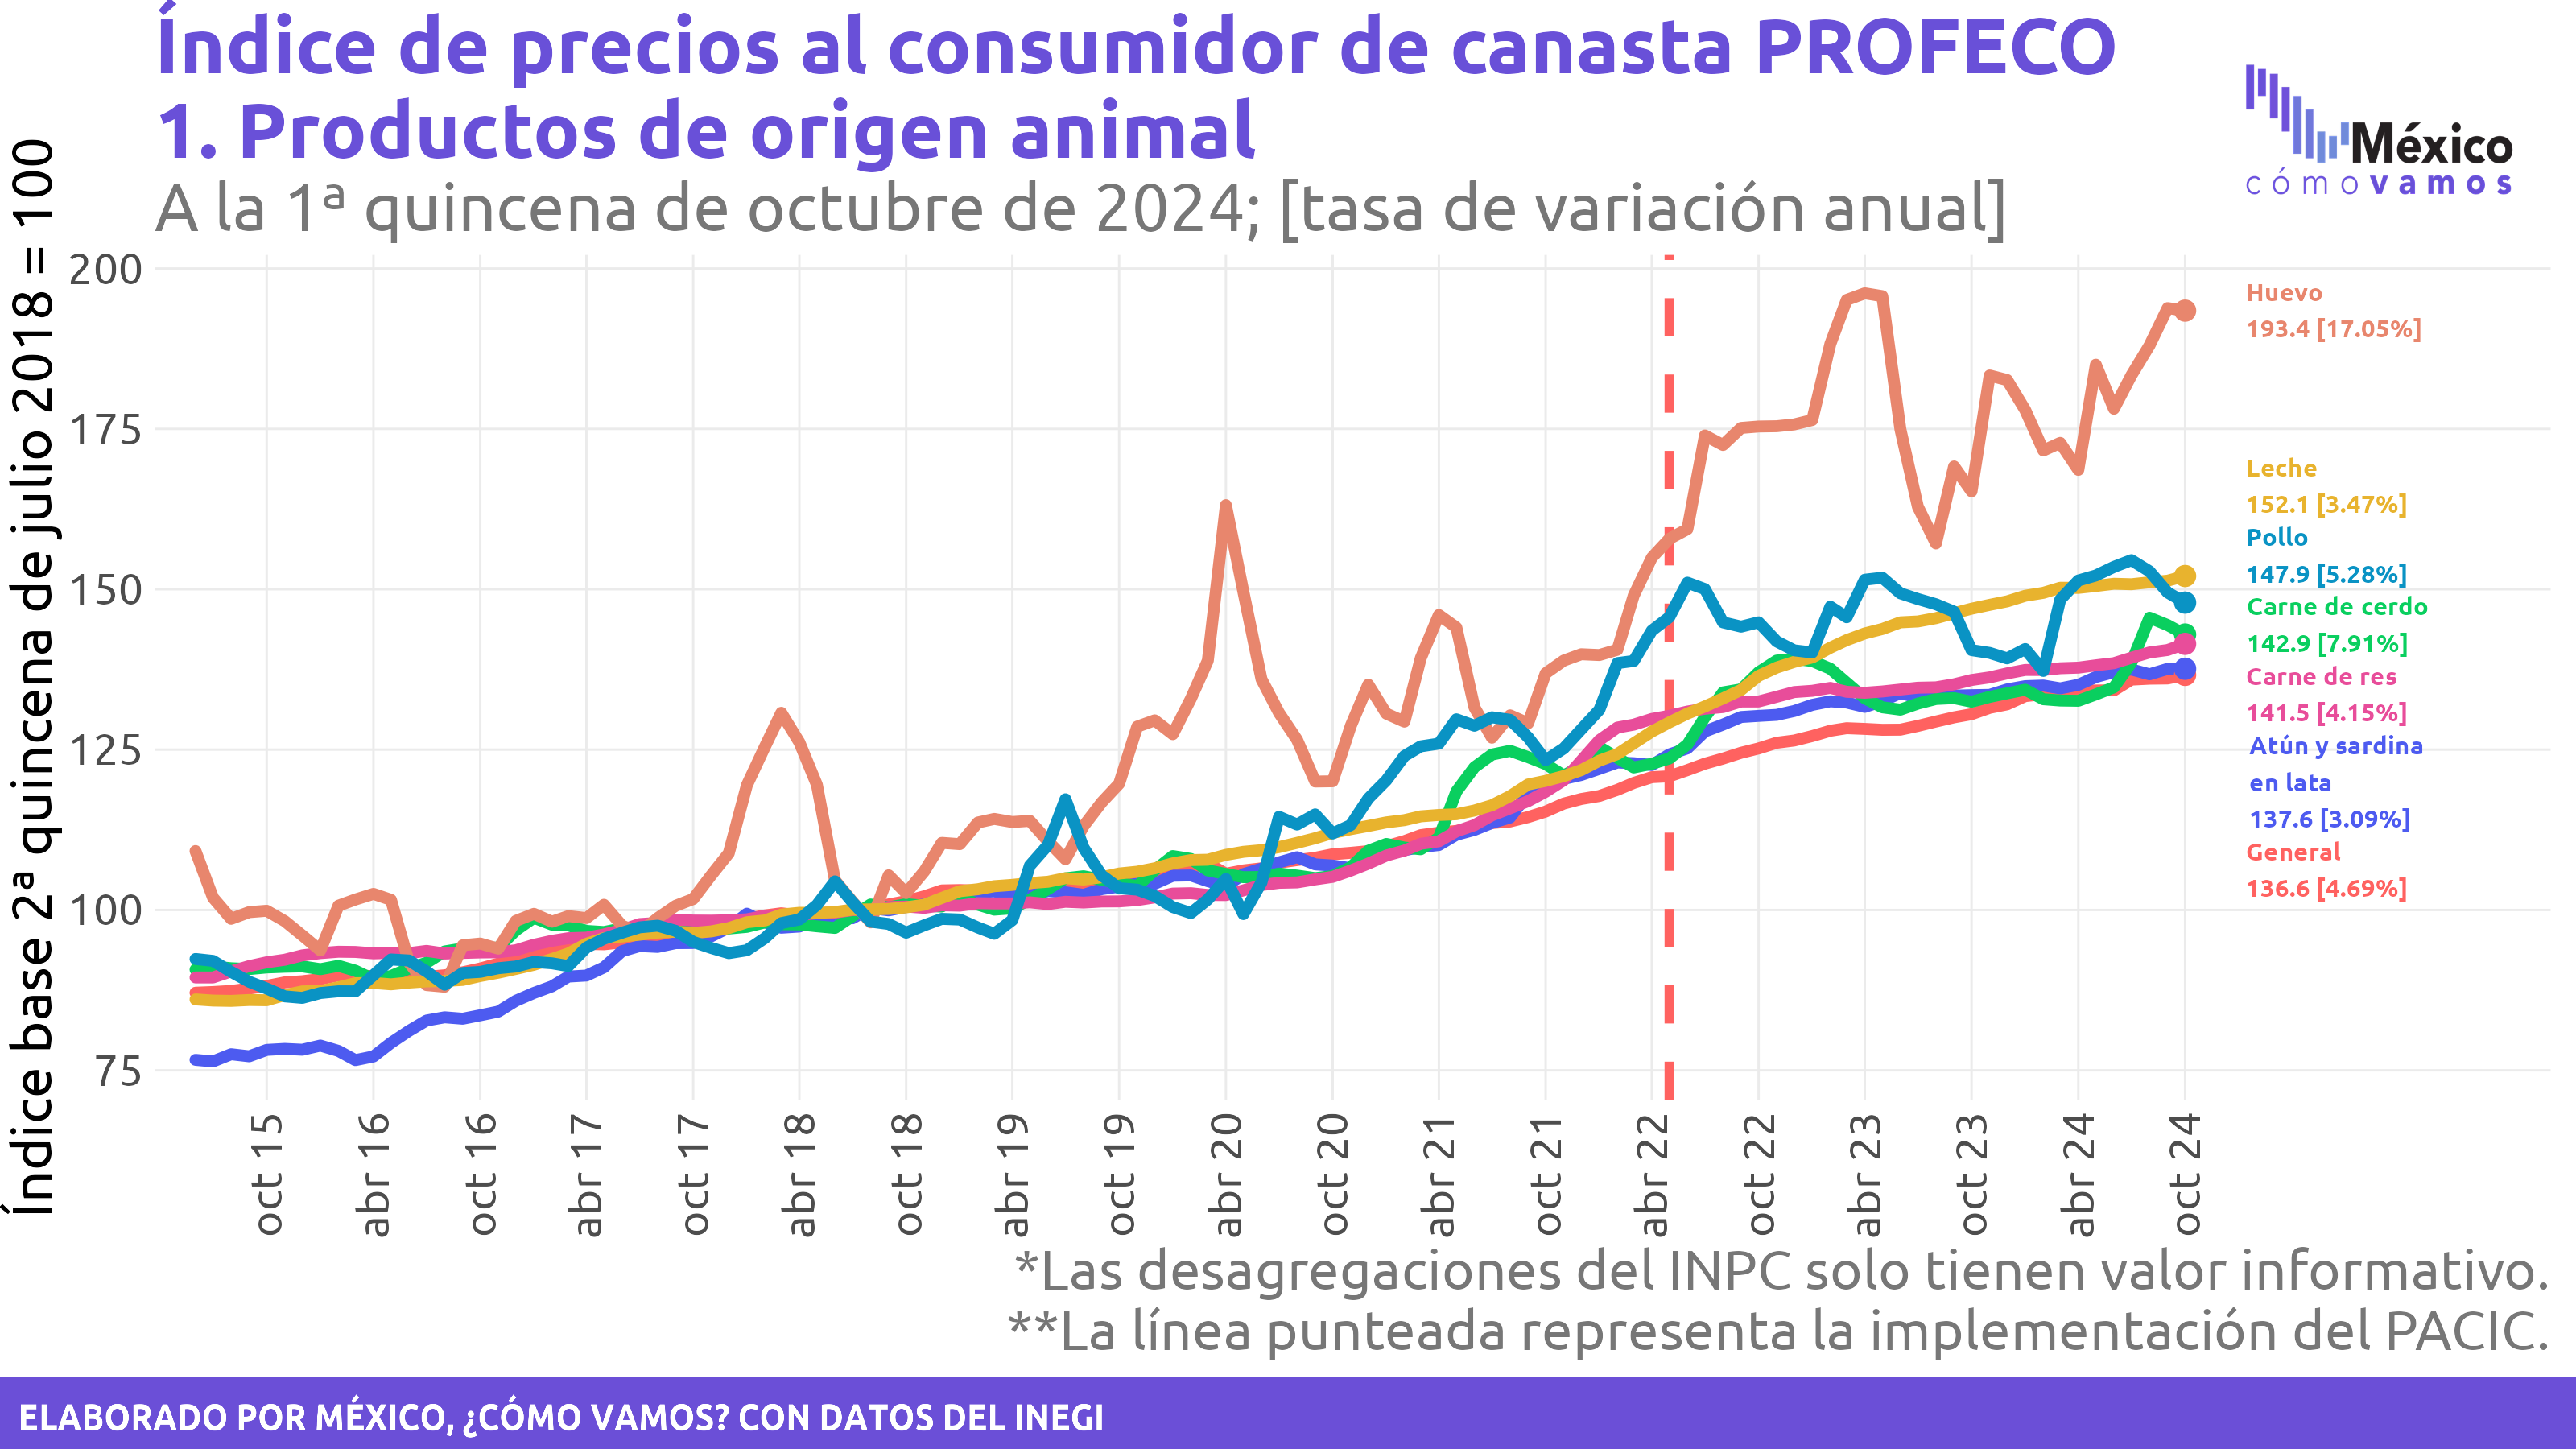 Índice de precios al consumidor de canasta PROFECO
1. Productos de origen animal
A la 1ª quincena de octubre de 2024; [tasa de variación anual]
México
cómo vamos
Índice base 2ª quincena de julio 2018 = 100
200
175
150
125
100
75
Huevo
193.4 [17.05%]
Leche
152.1 [3.47%]
Pollo
147.9 [5.28%]
Carne de cerdo
142.9 [7.91%]
Carne de res
141.5 [4.15%]
Atún y sardina
en lata
137.6 [3.09%]
General
136.6 [4.69%]
oct 15
abr 16
oct 16
abr 17
oct 17
abr 18
oct 18
abr 19
oct 19
abr 20
oct 20
abr 21
oct 21
abr 22
oct 22
abr 23
oct 23
abr 24
oct 24
*Las desagregaciones del INPC solo tienen valor informativo.
**La línea punteada representa la implementación del PACIC.
ELABORADO POR MÉXICO, ¿CÓMO VAMOS? CON DATOS DEL INEGI